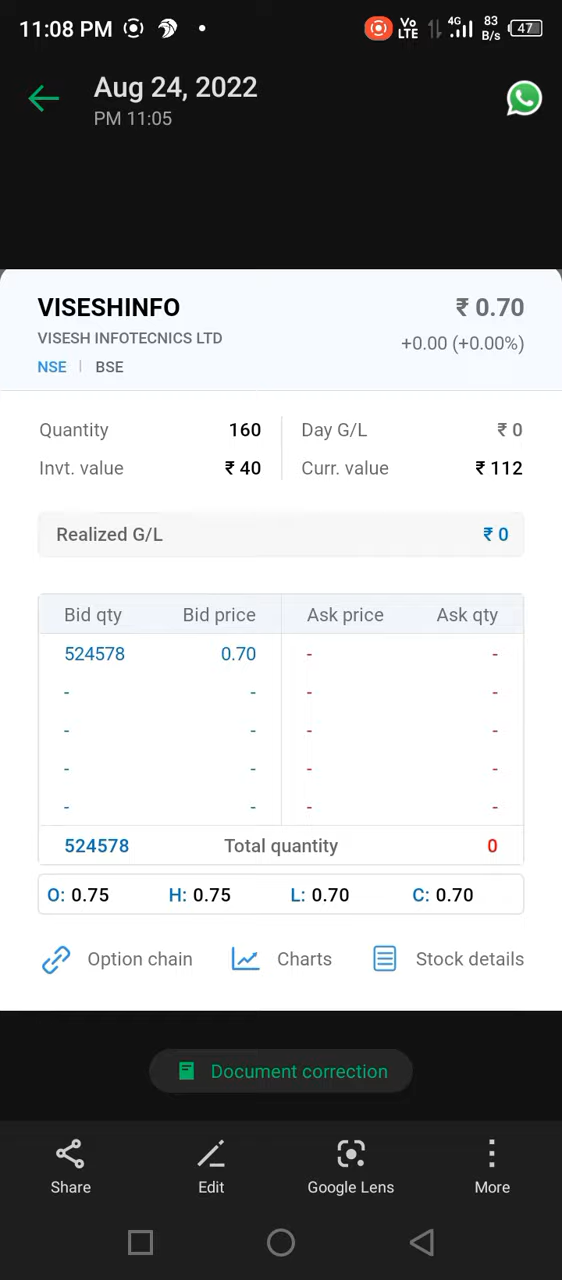 11:08 PM
Vo LTE 4G 83 B/s 47
Aug 24, 2022
PM 11:05
VISESHINFO ₹ 0.70
VISESH INFOTECNICS LTD +0.00 (+0.00%)
NSE | BSE
Quantity 160 Day G/L ₹ 0
Invt. value ₹ 40 Curr. value ₹ 112
Realized G/L ₹ 0
Bid qty Bid price Ask price Ask qty
524578 0.70 - -
- - - -
- - - -
- - - -
- - - -
524578 Total quantity 0
O: 0.75 H: 0.75 L: 0.70 C: 0.70
Option chain Charts Stock details
Document correction
Share Edit Google Lens More